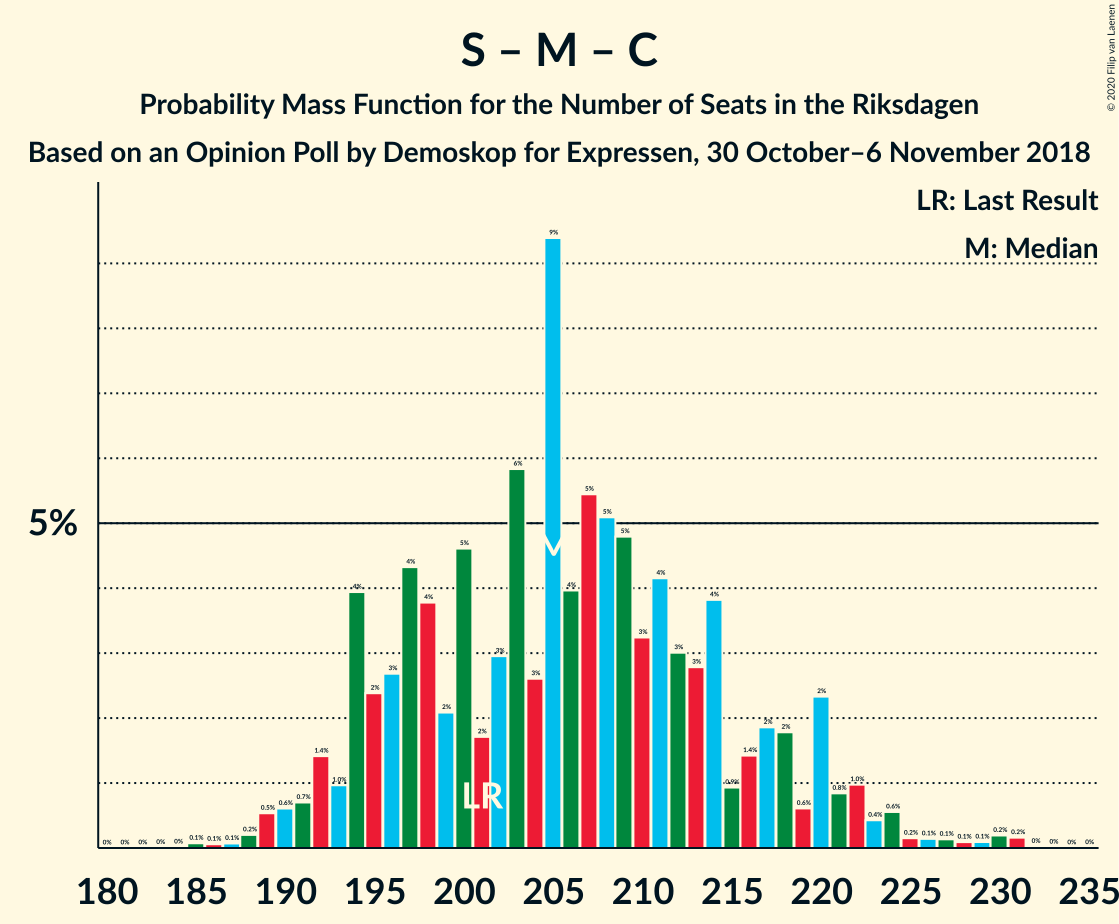 S – M – C
Probability Mass Function for the Number of Seats in the Riksdagen
Based on an Opinion Poll by Demoskop for Expressen, 30 October–6 November 2018
© 2020 Filip van Laenen
LR: Last Result
M: Median
5%
0% 0% 0% 0% 0% 0.1% 0.1% 0.1% 0.2% 0.5% 0.6% 0.7% 1.4% 1.0% 4% 2% 3% 4% 4% 2% 5% 2% 3% 6% 3% 9% 4% 5% 5% 5% 3% 4% 3% 3% 4% 0.9% 1.4% 2% 2% 0.6% 2% 0.8% 1.0% 0.4% 0.6% 0.2% 0.1% 0.1% 0.1% 0.1% 0.2% 0.2% 0% 0% 0% 0%
M
LR
180 185 190 195 200 205 210 215 220 225 230 235